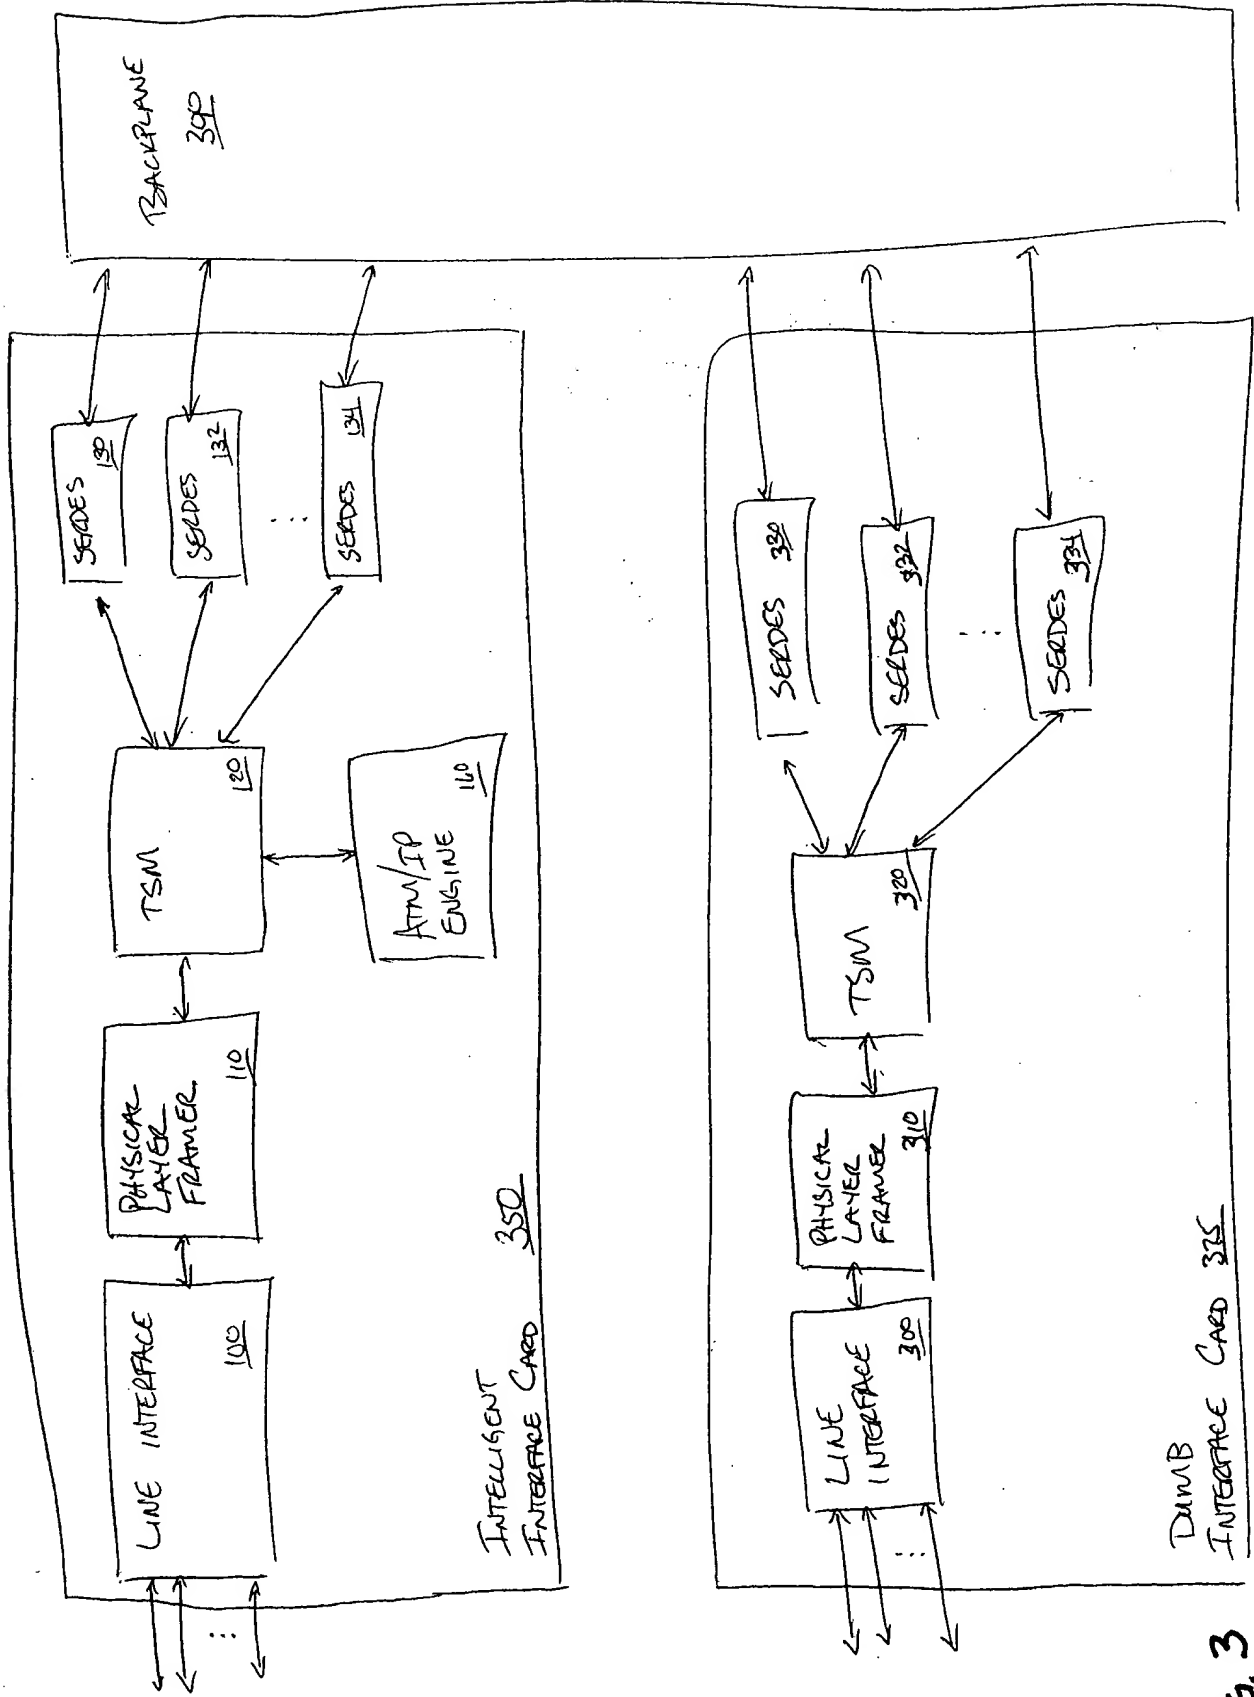 BACKPLANE
390
LINE INTERFACE
100
PHYSICAL
LAYER
FRAMER
110
TSM
120
SERDES
130
SERDES
132
...
SERDES
134
ATM/IP
ENGINE
160
INTELLIGENT
INTERFACE CARD 350
...
LINE
INTERFACE
300
PHYSICAL
LAYER
FRAMER
310
TSM
320
SERDES 330
SERDES 332
...
SERDES 334
...
DUMB
INTERFACE CARD 375
3